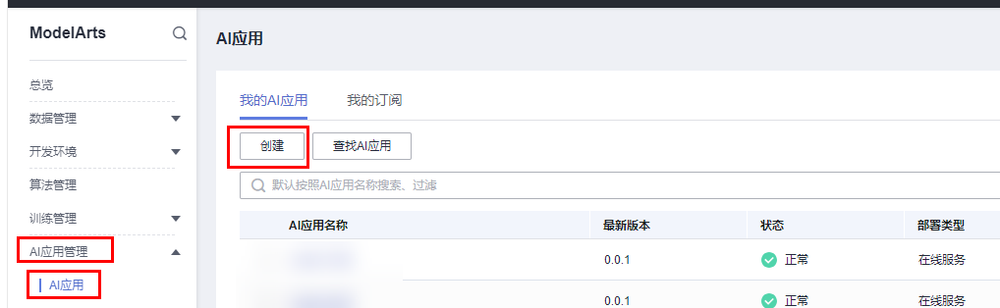 ModelArts
总览
数据管理
开发环境
算法管理
训练管理
AI应用管理
AI应用
AI应用
我的AI应用 我的订阅
创建 查找AI应用
默认按照AI应用名称搜索、过滤
AI应用名称 最新版本 状态 部署类型
0.0.1 正常 在线服务
0.0.1 正常 在线服务